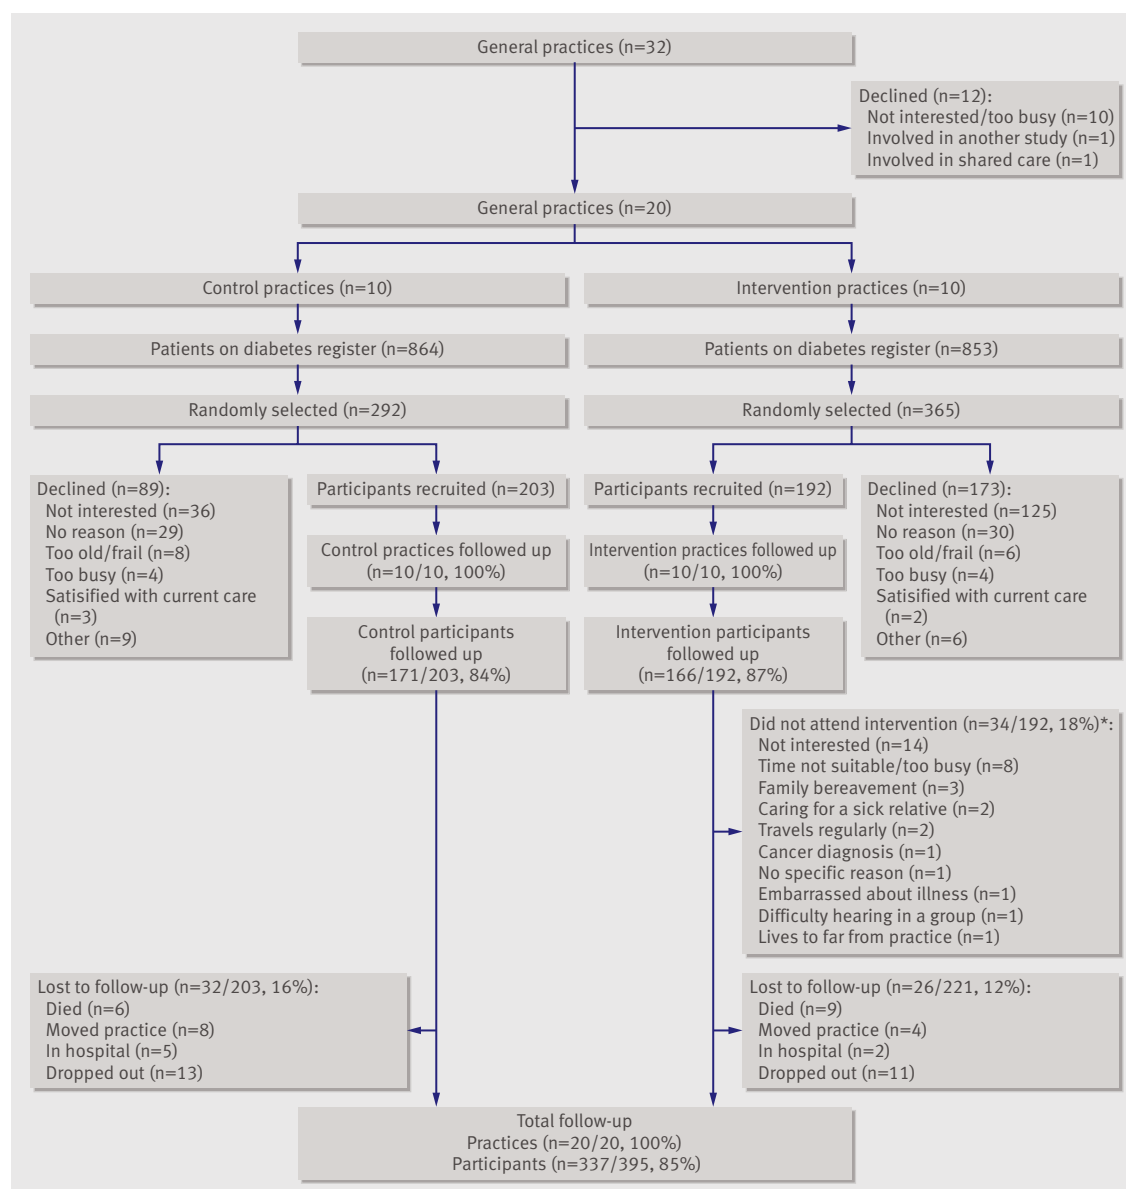 General practices (n=32)
Declined (n=12):
Not interested/too busy (n=10)
Involved in another study (n=1)
Involved in shared care (n=1)
General practices (n=20)
Control practices (n=10)
Intervention practices (n=10)
Patients on diabetes register (n=864)
Patients on diabetes register (n=853)
Randomly selected (n=292)
Randomly selected (n=365)
Declined (n=89):
Not interested (n=36)
No reason (n=29)
Too old/frail (n=8)
Too busy (n=4)
Satisified with current care
(n=3)
Other (n=9)
Participants recruited (n=203)
Control practices followed up
(n=10/10, 100%)
Control participants
followed up
(n=171/203, 84%)
Participants recruited (n=192)
Intervention practices followed up
(n=10/10, 100%)
Intervention participants
followed up
(n=166/192, 87%)
Declined (n=173):
Not interested (n=125)
No reason (n=30)
Too old/frail (n=6)
Too busy (n=4)
Satisified with current care
(n=2)
Other (n=6)
Did not attend intervention (n=34/192, 18%)*:
Not interested (n=14)
Time not suitable/too busy (n=8)
Family bereavement (n=3)
Caring for a sick relative (n=2)
Travels regularly (n=2)
Cancer diagnosis (n=1)
No specific reason (n=1)
Embarrassed about illness (n=1)
Difficulty hearing in a group (n=1)
Lives to far from practice (n=1)
Lost to follow-up (n=32/203, 16%):
Died (n=6)
Moved practice (n=8)
In hospital (n=5)
Dropped out (n=13)
Lost to follow-up (n=26/221, 12%):
Died (n=9)
Moved practice (n=4)
In hospital (n=2)
Dropped out (n=11)
Total follow-up
Practices (n=20/20, 100%)
Participants (n=337/395, 85%)